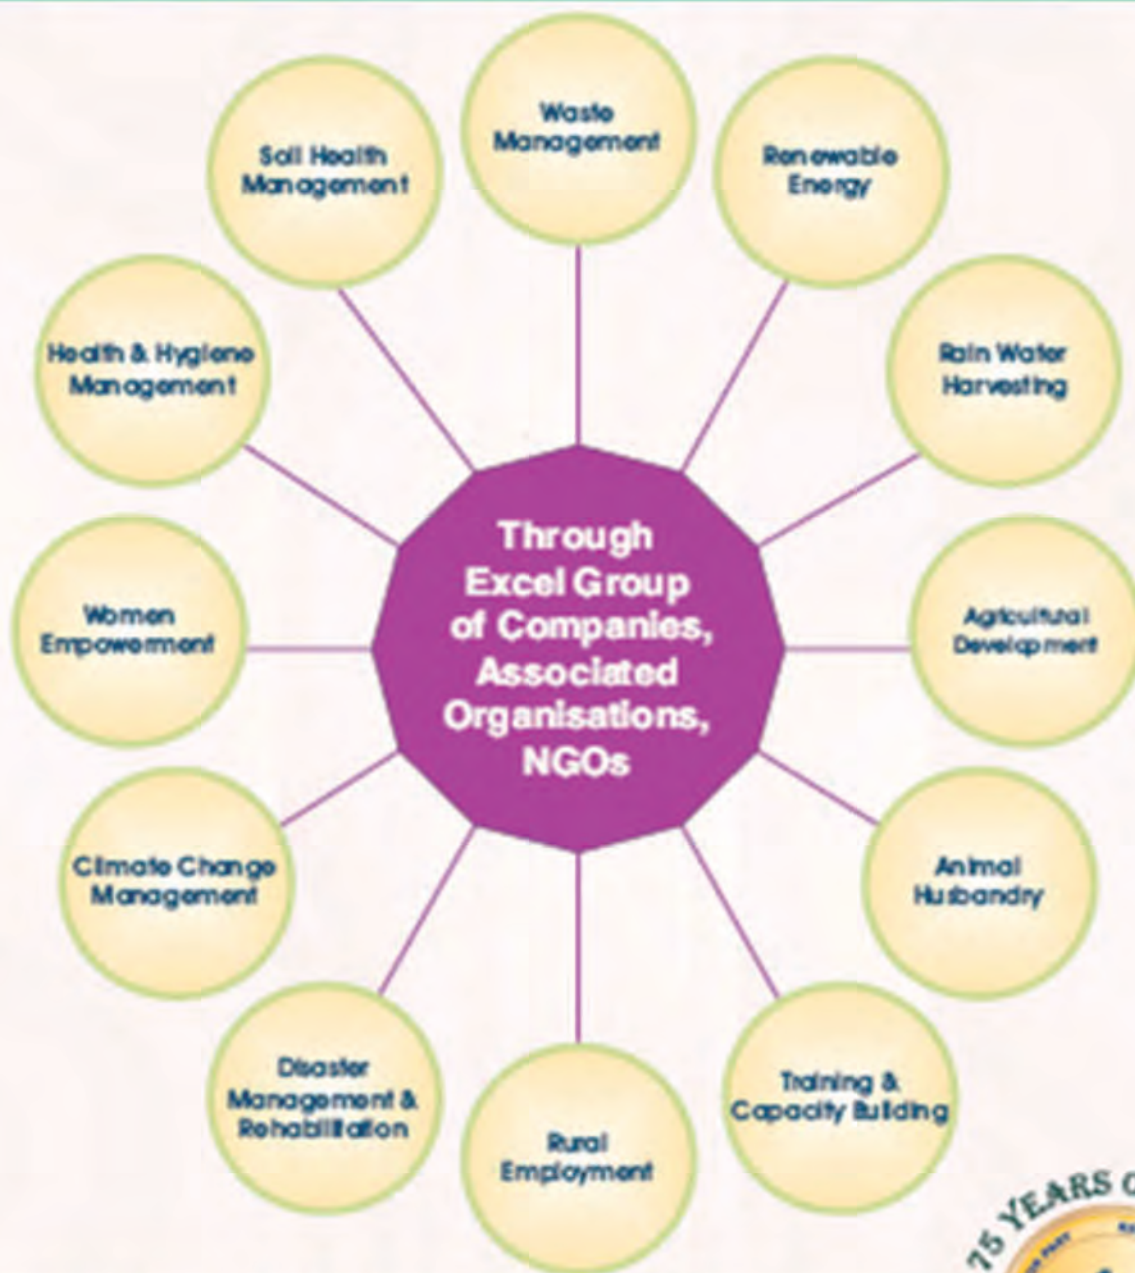 Waste
Management
Renewable
Energy
Rain Water
Harvesting
Agricultural
Development
Animal
Husbandry
Training &
Capacity Building
Rural
Employment
Disaster
Management &
Rehabilitation
Climate Change
Management
Women
Empowerment
Health & Hygiene
Management
Soil Health
Management
Through
Excel Group
of Companies,
Associated
Organisations,
NGOs
75 YEARS